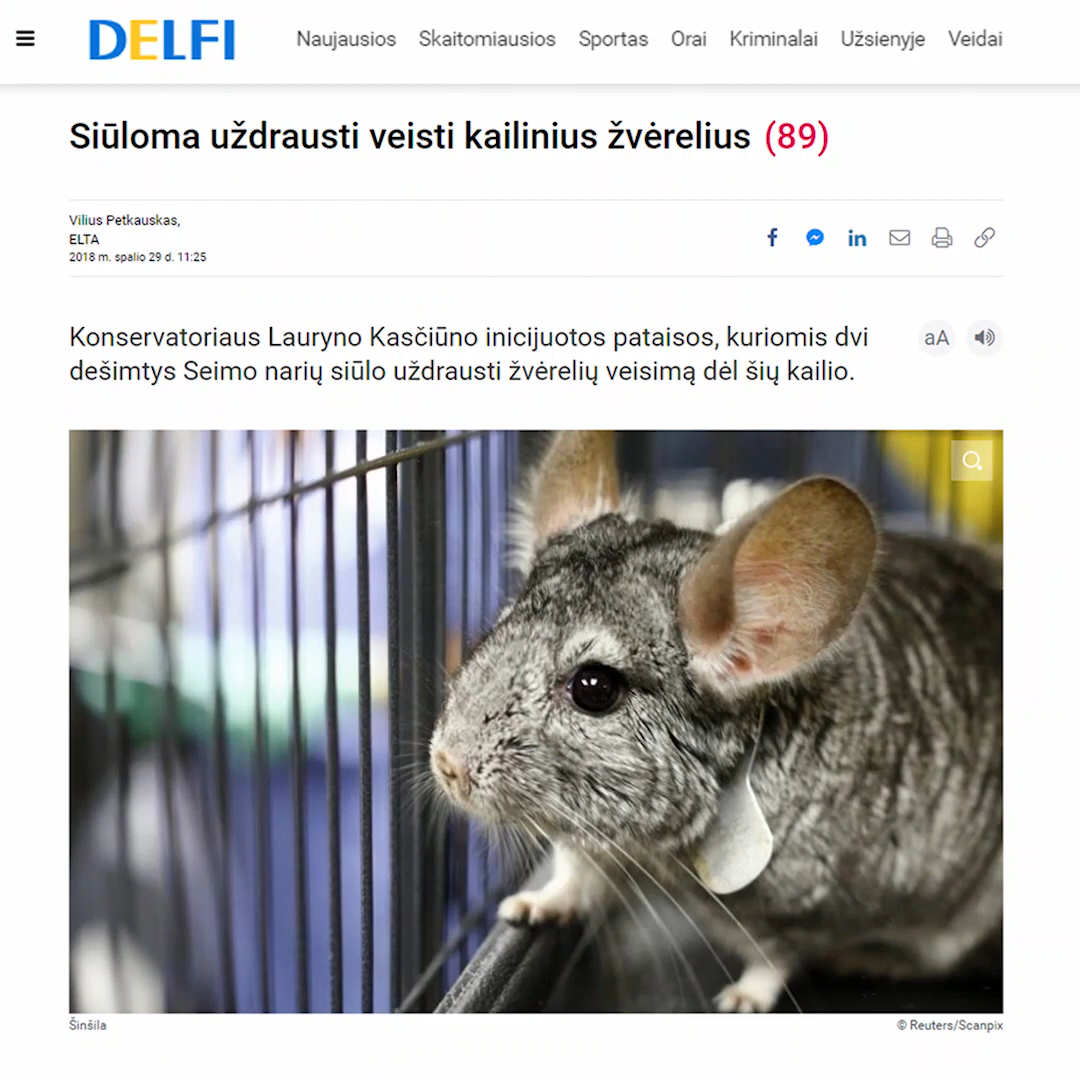 DELFI
Naujausios Skaitomiausios Sportas Orai Kriminalai Užsienyje Veidai
Siūloma uždrausti veisti kailinius žvėrelius (89)
Vilius Petkauskas,
ELTA
2018 m. spalio 29 d. 11:25
Konservatoriaus Lauryno Kasčiūno inicijuotos pataisos, kuriomis dvi
dešimtys Seimo narių siūlo uždrausti žvėrelių veisimą dėl šių kailio.
aA
Šinšila
© Reuters/Scanpix